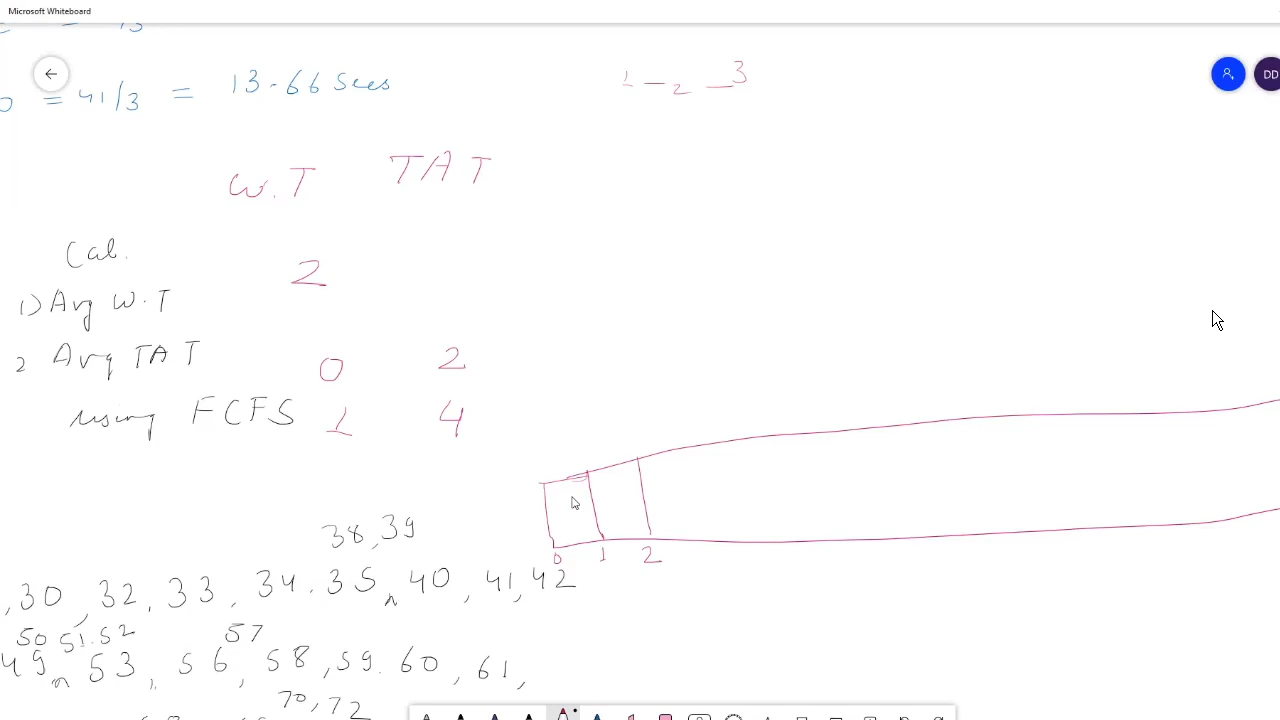 Microsoft Whiteboard
DD
= 41/3 = 13.66 Secs
1 - 2 - 3
W.T TAT
Cal.
2
1) Avg W.T
2 Avg TAT
0 2
using FCFS 1 4
0 1 2
38, 39
, 30, 32, 33, 34. 35, 40, 41, 42
50 51. 52 57
49, 53, 56, 58, 59. 60, 61,
70, 72